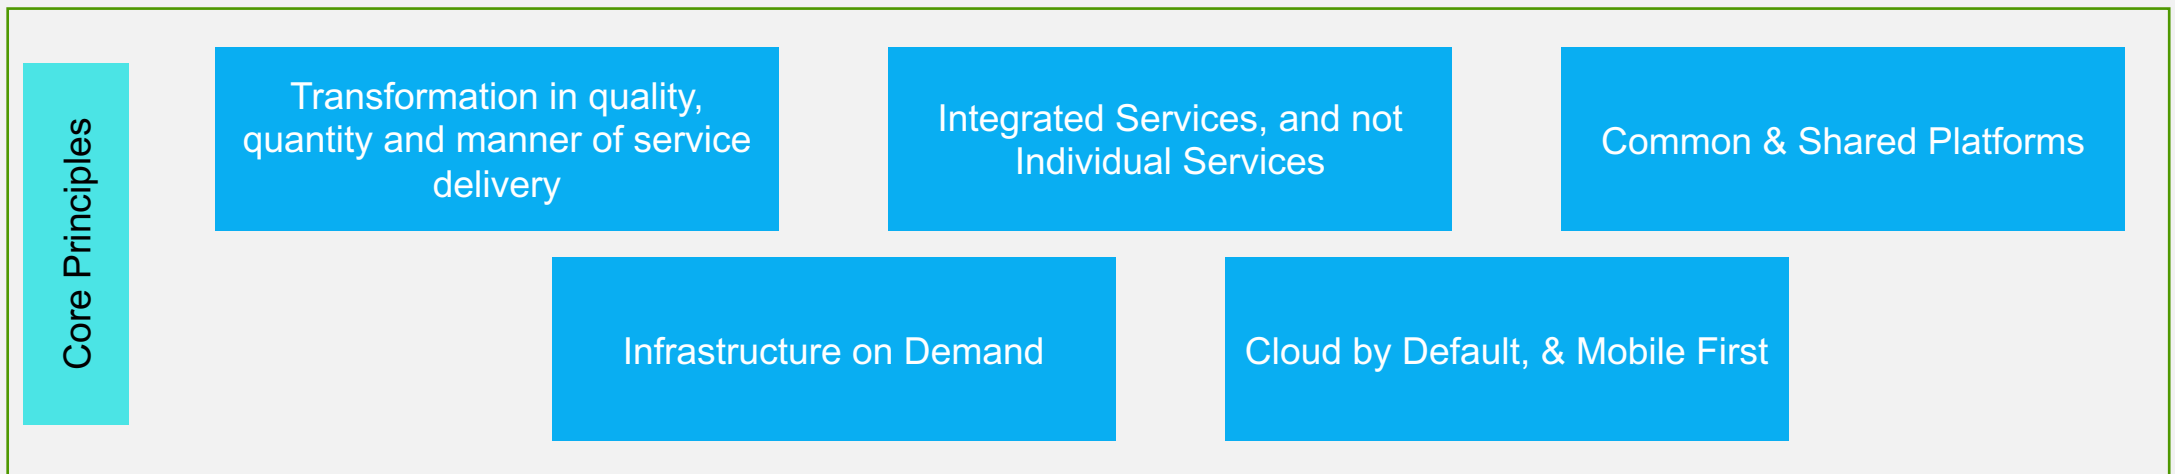 Core Principles
Transformation in quality,
quantity and manner of service
delivery
Integrated Services, and not
Individual Services
Common & Shared Platforms
Infrastructure on Demand
Cloud by Default, & Mobile First